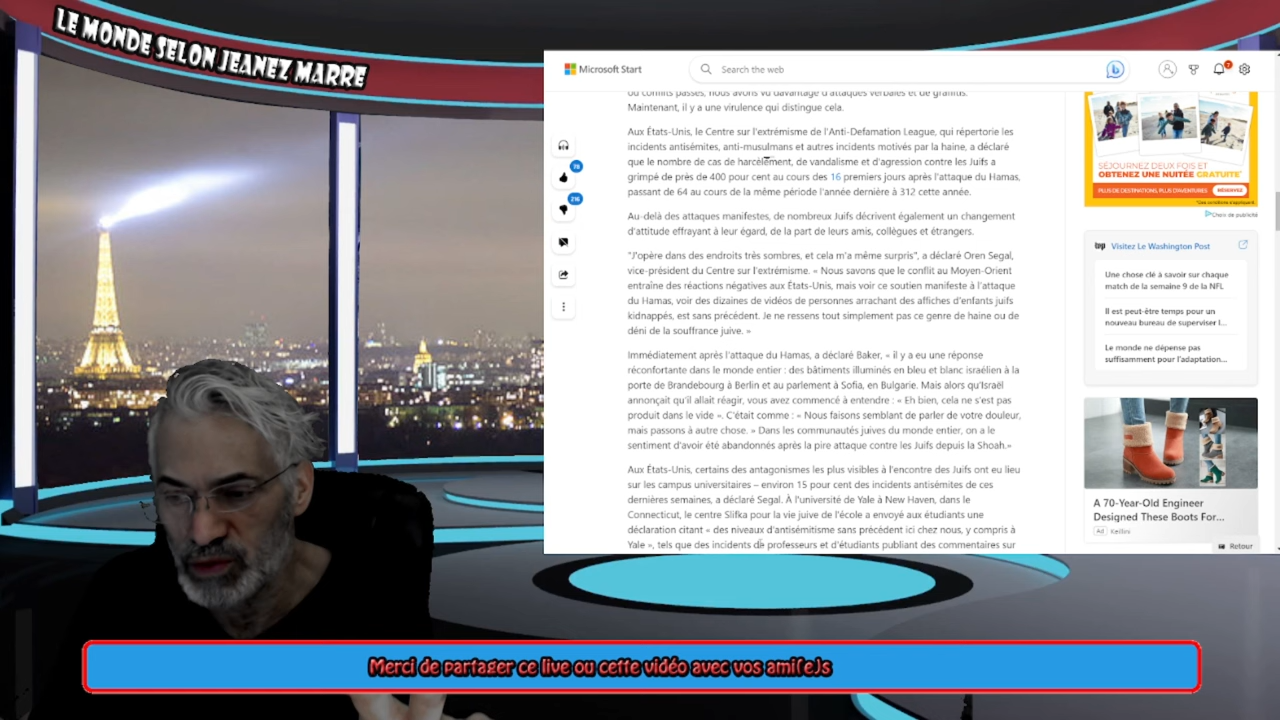 LE MONDE SELON JEANEZ MARRE
Microsoft Start
Search the web
7
ou conflits passés, nous avons vu davantage d'attaques verbales et de graffitis.
Maintenant, il y a une virulence qui distingue cela.
Aux États-Unis, le Centre sur l'extrémisme de l'Anti-Defamation League, qui répertorie les
incidents antisémites, anti-musulmans et autres incidents motivés par la haine, a déclaré
que le nombre de cas de harcèlement, de vandalisme et d'agression contre les Juifs a
grimpé de près de 400 pour cent au cours des 16 premiers jours après l'attaque du Hamas,
passant de 64 au cours de la même période l'année dernière à 312 cette année.
Au-delà des attaques manifestes, de nombreux Juifs décrivent également un changement
d'attitude effrayant à leur égard, de la part de leurs amis, collègues et étrangers.
"J'opère dans des endroits très sombres, et cela m'a même surpris", a déclaré Oren Segal,
vice-président du Centre sur l'extrémisme. « Nous savons que le conflit au Moyen-Orient
entraîne des réactions négatives aux États-Unis, mais voir ce soutien manifeste à l'attaque
du Hamas, voir des dizaines de vidéos de personnes arrachant des affiches d'enfants juifs
kidnappés, est sans précédent. Je ne ressens tout simplement pas ce genre de haine ou de
déni de la souffrance juive. »
Immédiatement après l'attaque du Hamas, a déclaré Baker, « il y a eu une réponse
réconfortante dans le monde entier : des bâtiments illuminés en bleu et blanc israélien à la
porte de Brandebourg à Berlin et au parlement à Sofia, en Bulgarie. Mais alors qu'Israël
annonçait qu'il allait réagir, vous avez commencé à entendre : « Eh bien, cela ne s'est pas
produit dans le vide ». C'était comme : « Nous faisons semblant de parler de votre douleur,
mais passons à autre chose. » Dans les communautés juives du monde entier, on a le
sentiment d'avoir été abandonnés après la pire attaque contre les Juifs depuis la Shoah.»
Aux États-Unis, certains des antagonismes les plus visibles à l'encontre des Juifs ont eu lieu
sur les campus universitaires – environ 15 pour cent des incidents antisémites de ces
dernières semaines, a déclaré Segal. À l'université de Yale à New Haven, dans le
Connecticut, le centre Slifka pour la vie juive de l'école a envoyé aux étudiants une
déclaration citant « des niveaux d'antisémitisme sans précédent ici chez nous, y compris à
Yale », tels que des incidents de professeurs et d'étudiants publiant des commentaires sur
78
216
SÉJOURNEZ DEUX FOIS ET
OBTENEZ UNE NUITÉE GRATUITE*
PLUS DE DESTINATIONS, PLUS D'AVENTURES
RÉSERVEZ
*Des conditions s'appliquent.
Choix de publicité
twp Visitez Le Washington Post
Une chose clé à savoir sur chaque
match de la semaine 9 de la NFL
Il est peut-être temps pour un
nouveau bureau de superviser l...
Le monde ne dépense pas
suffisamment pour l'adaptation...
A 70-Year-Old Engineer
Designed These Boots For...
Ad Keillini
Retour
Merci de partager ce live ou cette vidéo avec vos ami(e)s